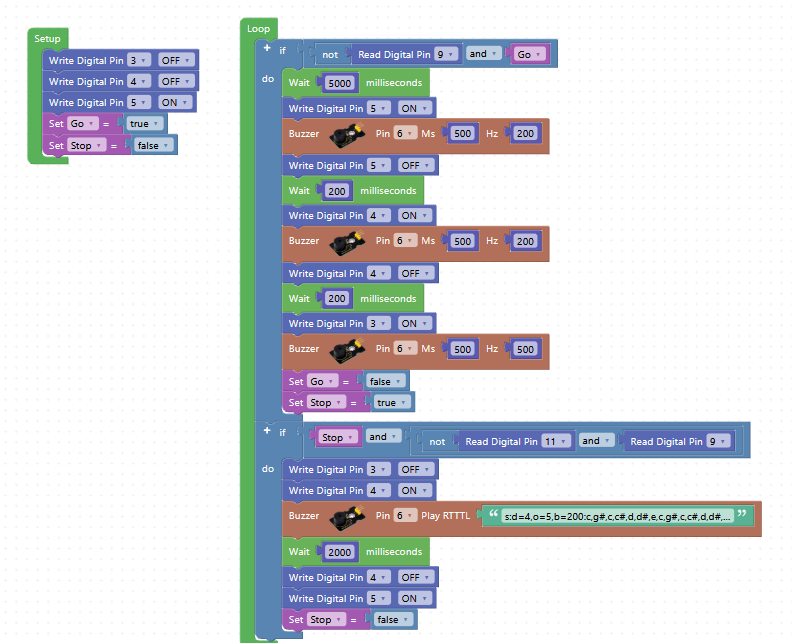 Setup
Write Digital Pin 3 OFF
Write Digital Pin 4 OFF
Write Digital Pin 5 ON
Set Go = true
Set Stop = false
Loop
+ if not Read Digital Pin 9 and Go
do
Wait 5000 milliseconds
Write Digital Pin 5 ON
Buzzer Pin 6 Ms 500 Hz 200
Write Digital Pin 5 OFF
Wait 200 milliseconds
Write Digital Pin 4 ON
Buzzer Pin 6 Ms 500 Hz 200
Write Digital Pin 4 OFF
Wait 200 milliseconds
Write Digital Pin 3 ON
Buzzer Pin 6 Ms 500 Hz 500
Set Go = false
Set Stop = true
+ if Stop and not Read Digital Pin 11 and Read Digital Pin 9
do
Write Digital Pin 3 OFF
Write Digital Pin 4 ON
Buzzer Pin 6 Play RTTTL “ s:d=4,o=5,b=200:c,g#,c,c#,d,d#,e,c,g#,c,c#,d,d#,... ”
Wait 2000 milliseconds
Write Digital Pin 4 OFF
Write Digital Pin 5 ON
Set Stop = false